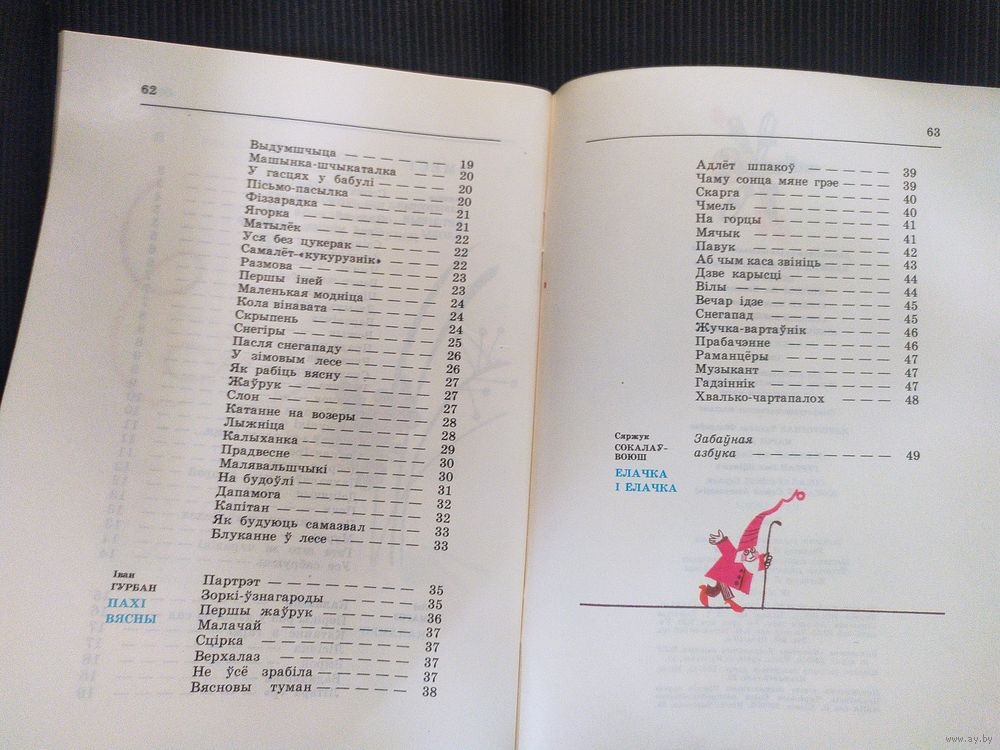 62
Выдумшчыца — — — — — — 19
Машынка-шчыкаталка — — — 20
У гасцях у бабулі — — — — 20
Пісьмо-пасылка — — — — — 20
Фіззарадка — — — — — — 21
Ягорка — — — — — — — 21
Матылёк — — — — — — — 22
Уся без цукерак — — — — — 22
Самалёт-«кукурузнік» — — — 22
Размова — — — — — — — 23
Першы іней — — — — — — 23
Маленькая модніца — — — — 24
Кола вінавата — — — — — 24
Скрыпень — — — — — — — 24
Снегіры — — — — — — — 25
Пасля снегападу — — — — — 26
У зімовым лесе — — — — — 26
Як рабіць вясну — — — — — 27
Жаўрук — — — — — — — 27
Слон — — — — — — — — 27
Катанне на возеры — — — — 28
Лыжніца — — — — — — — 28
Калыханка — — — — — — 29
Прадвесне — — — — — — 30
Малявальшчыкі — — — — — 30
На будоўлі — — — — — — 31
Дапамога — — — — — — — 32
Капітан — — — — — — — 32
Як будуюць самазвал — — — 33
Блуканне ў лесе — — — — — 33
Іван
ГУРБАН
ПАХІ
ВЯСНЫ
Партрэт — — — — — — — 35
Зоркі-ўзнагароды — — — — 35
Першы жаўрук — — — — — 36
Малачай — — — — — — — 37
Сцірка — — — — — — — 37
Верхалаз — — — — — — — 37
Не ўсё зрабіла — — — — — 37
Вясновы туман — — — — — 38
63
Адлёт шпакоў — — — — — 39
Чаму сонца мяне грэе — — — 39
Скарга — — — — — — — 40
Чмель — — — — — — — 40
На горцы — — — — — — 41
Мячык — — — — — — — 41
Павук — — — — — — — 42
Аб чым каса звініць — — — 43
Дзве карысці — — — — — 44
Вілы — — — — — — — — 44
Вечар ідзе — — — — — — 45
Снегапад — — — — — — 45
Жучка-вартаўнік — — — — 46
Прабачэнне — — — — — — 46
Раманцёры — — — — — — 47
Музыкант — — — — — — 47
Гадзіннік — — — — — — 47
Хвалько-чартапалох — — — 48
Сяржук
СОКАЛАЎ-
ВОЮШ
ЕЛАЧКА
І ЕЛАЧКА
Забаўная
азбука — — — — — — — 49
www.ay.by